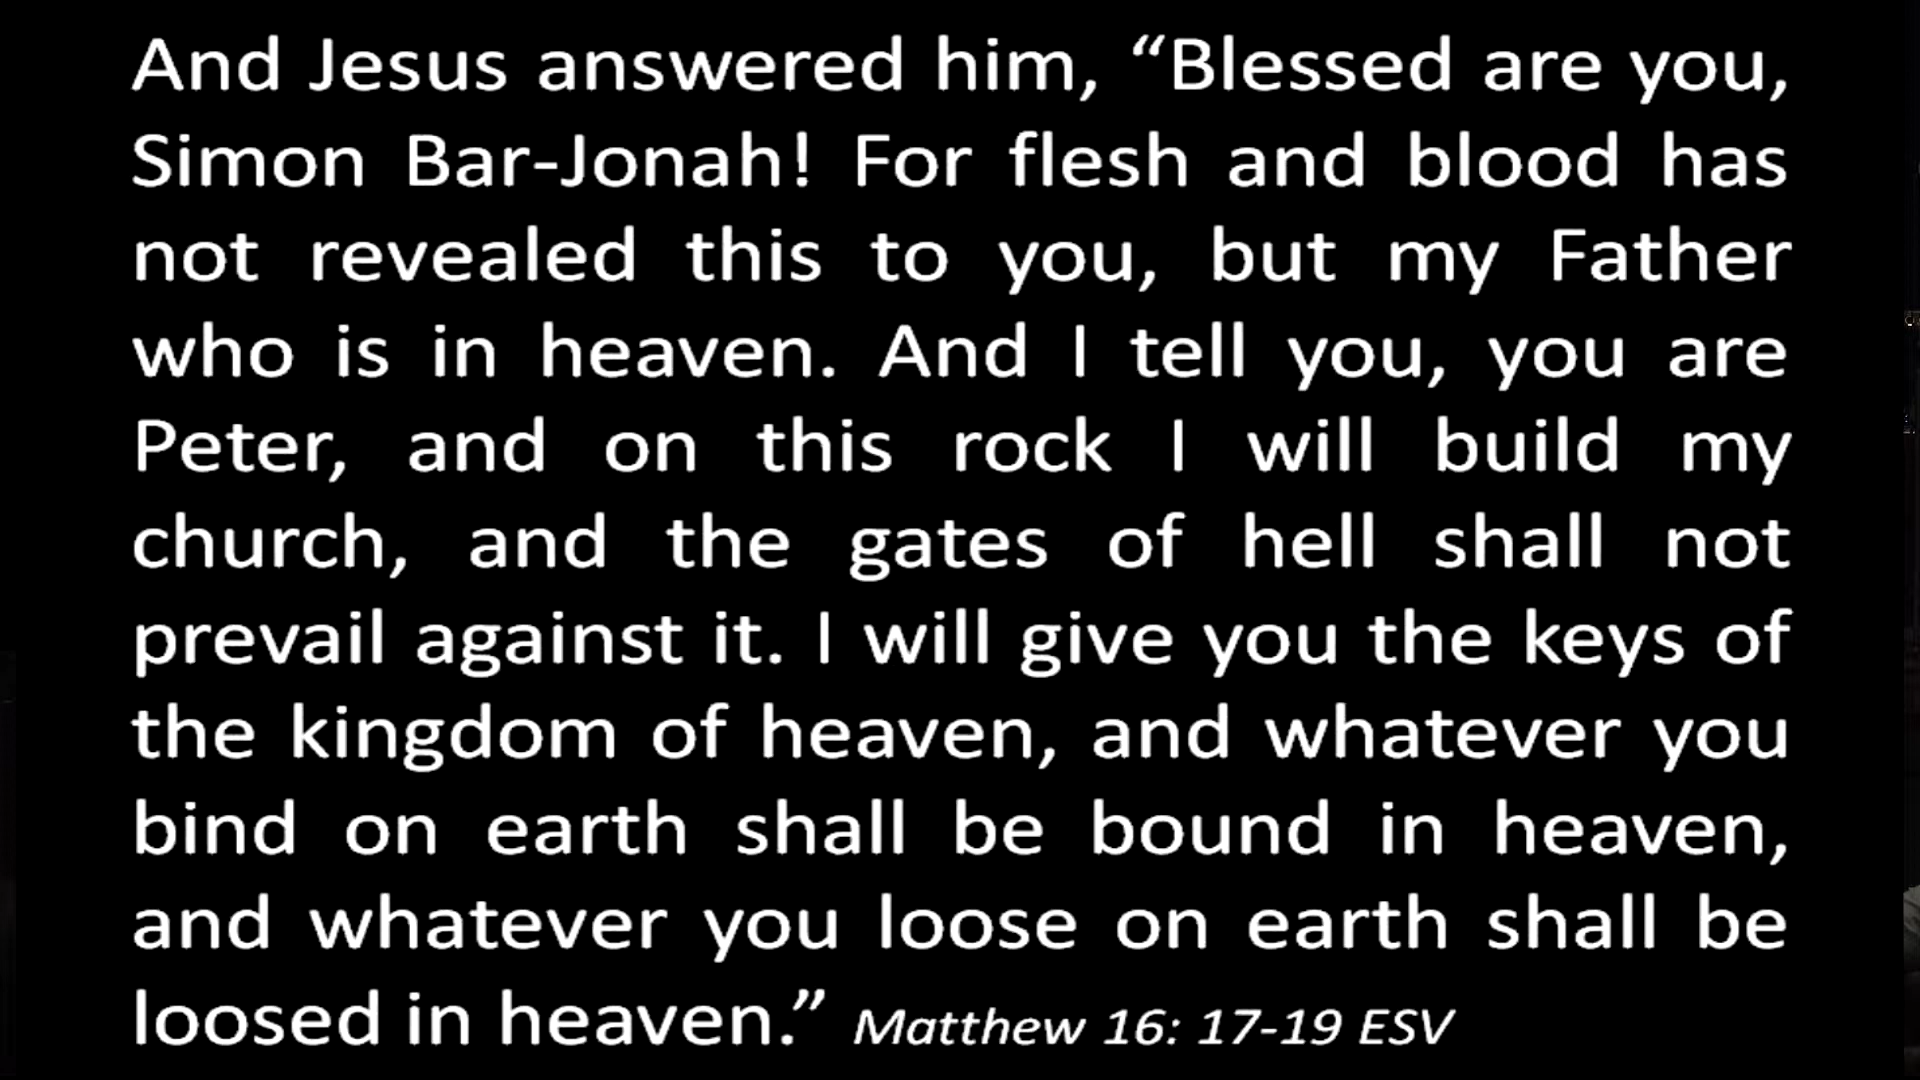 And Jesus answered him, “Blessed are you,
Simon Bar-Jonah! For flesh and blood has
not revealed this to you, but my Father
who is in heaven. And I tell you, you are
Peter, and on this rock I will build my
church, and the gates of hell shall not
prevail against it. I will give you the keys of
the kingdom of heaven, and whatever you
bind on earth shall be bound in heaven,
and whatever you loose on earth shall be
loosed in heaven.” Matthew 16: 17-19 ESV